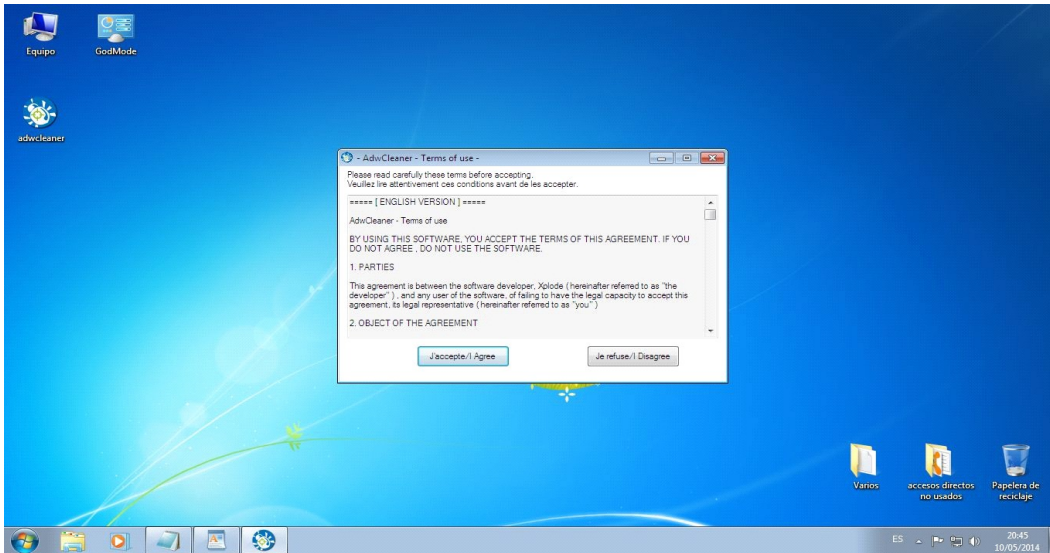 Equipo
GodMode
adwcleaner
- AdwCleaner - Terms of use -
Please read carefully these terms before accepting.
Veuillez lire attentivement ces conditions avant de les accepter.
===== [ ENGLISH VERSION ] =====
AdwCleaner - Terms of use
BY USING THIS SOFTWARE, YOU ACCEPT THE TERMS OF THIS AGREEMENT. IF YOU
DO NOT AGREE , DO NOT USE THE SOFTWARE.
1. PARTIES
This agreement is between the software developer, Xplode ( hereinafter referred to as "the
developer" ) , and any user of the software, of failing to have the legal capacity to accept this
agreement, its legal representative ( hereinafter referred to as "you" )
2. OBJECT OF THE AGREEMENT
J'accepte/I Agree
Je refuse/I Disagree
Varios
accesos directos
no usados
Papelera de
reciclaje
ES
20:45
10/05/2014